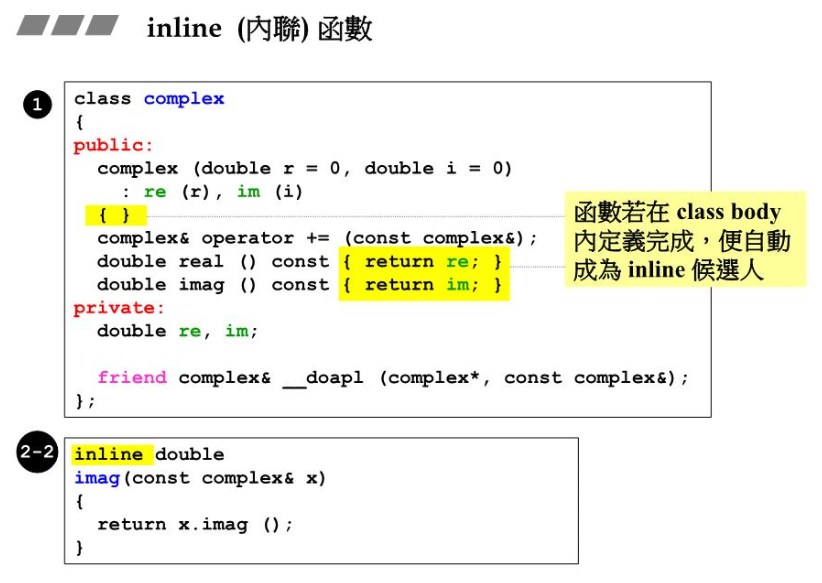 inline (內聯) 函數
1
class complex
{
public:
  complex (double r = 0, double i = 0)
    : re (r), im (i)
  { }
  complex& operator += (const complex&);
  double real () const { return re; }
  double imag () const { return im; }
private:
  double re, im;
  friend complex& __doapl (complex*, const complex&);
};
函數若在 class body
內定義完成，便自動
成為 inline 候選人
2-2
inline double
imag(const complex& x)
{
  return x.imag ();
}